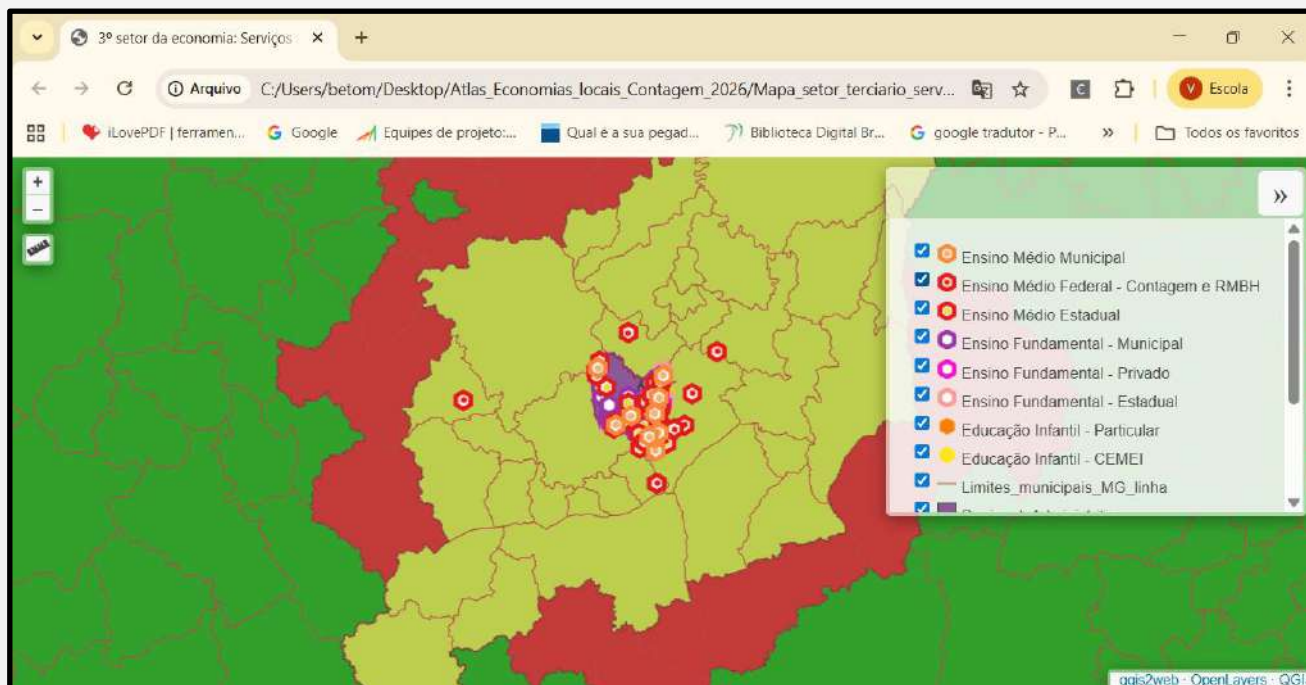 3º setor da economia: Serviços
Arquivo C:/Users/betom/Desktop/Atlas_Economias_locais_Contagem_2026/Mapa_setor_terciario_serv... Escola
iLovePDF | ferramen... Google Equipes de projeto:... Qual é a sua pegad... Biblioteca Digital Br... google tradutor - P... » Todos os favoritos
+
−
»
Ensino Médio Municipal
Ensino Médio Federal - Contagem e RMBH
Ensino Médio Estadual
Ensino Fundamental - Municipal
Ensino Fundamental - Privado
Ensino Fundamental - Estadual
Educação Infantil - Particular
Educação Infantil - CEMEI
Limites_municipais_MG_linha
qgis2web · OpenLayers · QGI